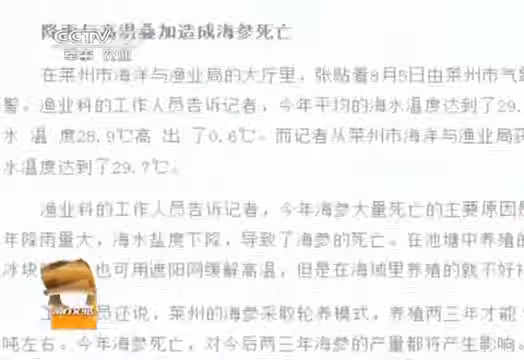 降雨与高温叠加造成海参死亡
CCTV
军事 农业
在莱州市海洋与渔业局的大厅里，张贴着8月5日由莱州市气
警。渔业科的工作人员告诉记者，今年平均的海水温度达到了29.
水 温 度28.9℃高 出 了0.6℃。而记者从莱州市海洋与渔业局
水温度达到了29.7℃。
渔业科的工作人员告诉记者，今年海参大量死亡的主要原因是
年降雨量大，海水盐度下降，导致了海参的死亡。在池塘中养殖的
冰块 也可用遮阳网缓解高温，但是在海域里养殖的就不好
员还说，莱州的海参采取轮养模式，养殖两三年才能
吨左右。今年海参死亡，对今后两三年海参的产量都将产生影响。